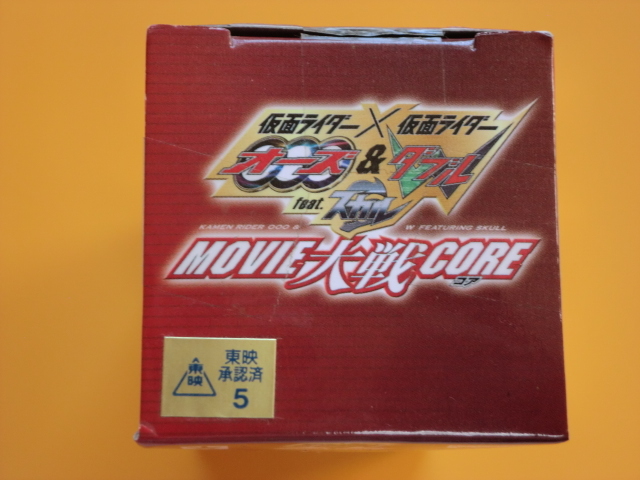 仮面ライダー×仮面ライダー
オーズ&ダブル
feat.スカル
KAMEN RIDER OOO & W FEATURING SKULL
MOVIE大戦CORE
コア
東映
東映
承認済
5